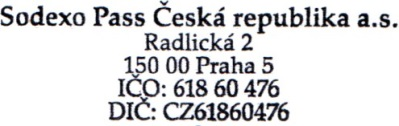 Sodexo Pass Česká republika a.s.
Radlická 2
150 00 Praha 5
IČO: 618 60 476
DIČ: CZ61860476